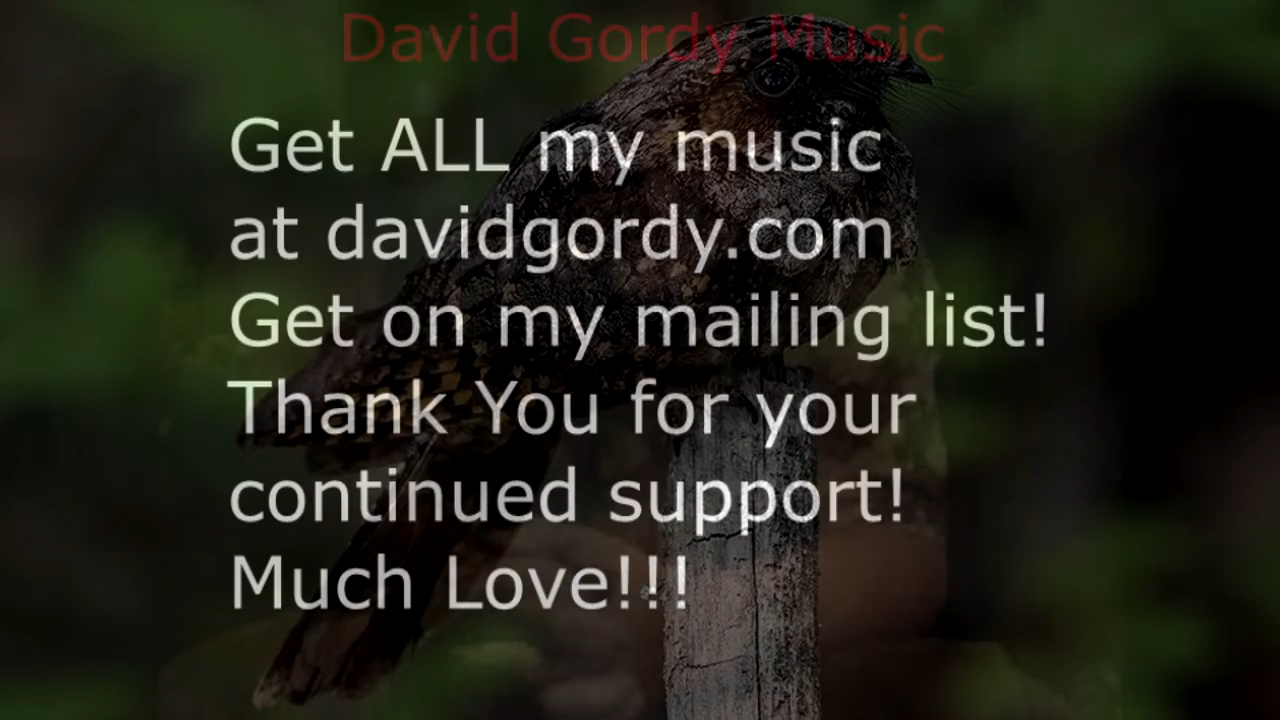 David Gordy Music
Get ALL my music
at davidgordy.com
Get on my mailing list!
Thank You for your
continued support!
Much Love!!!